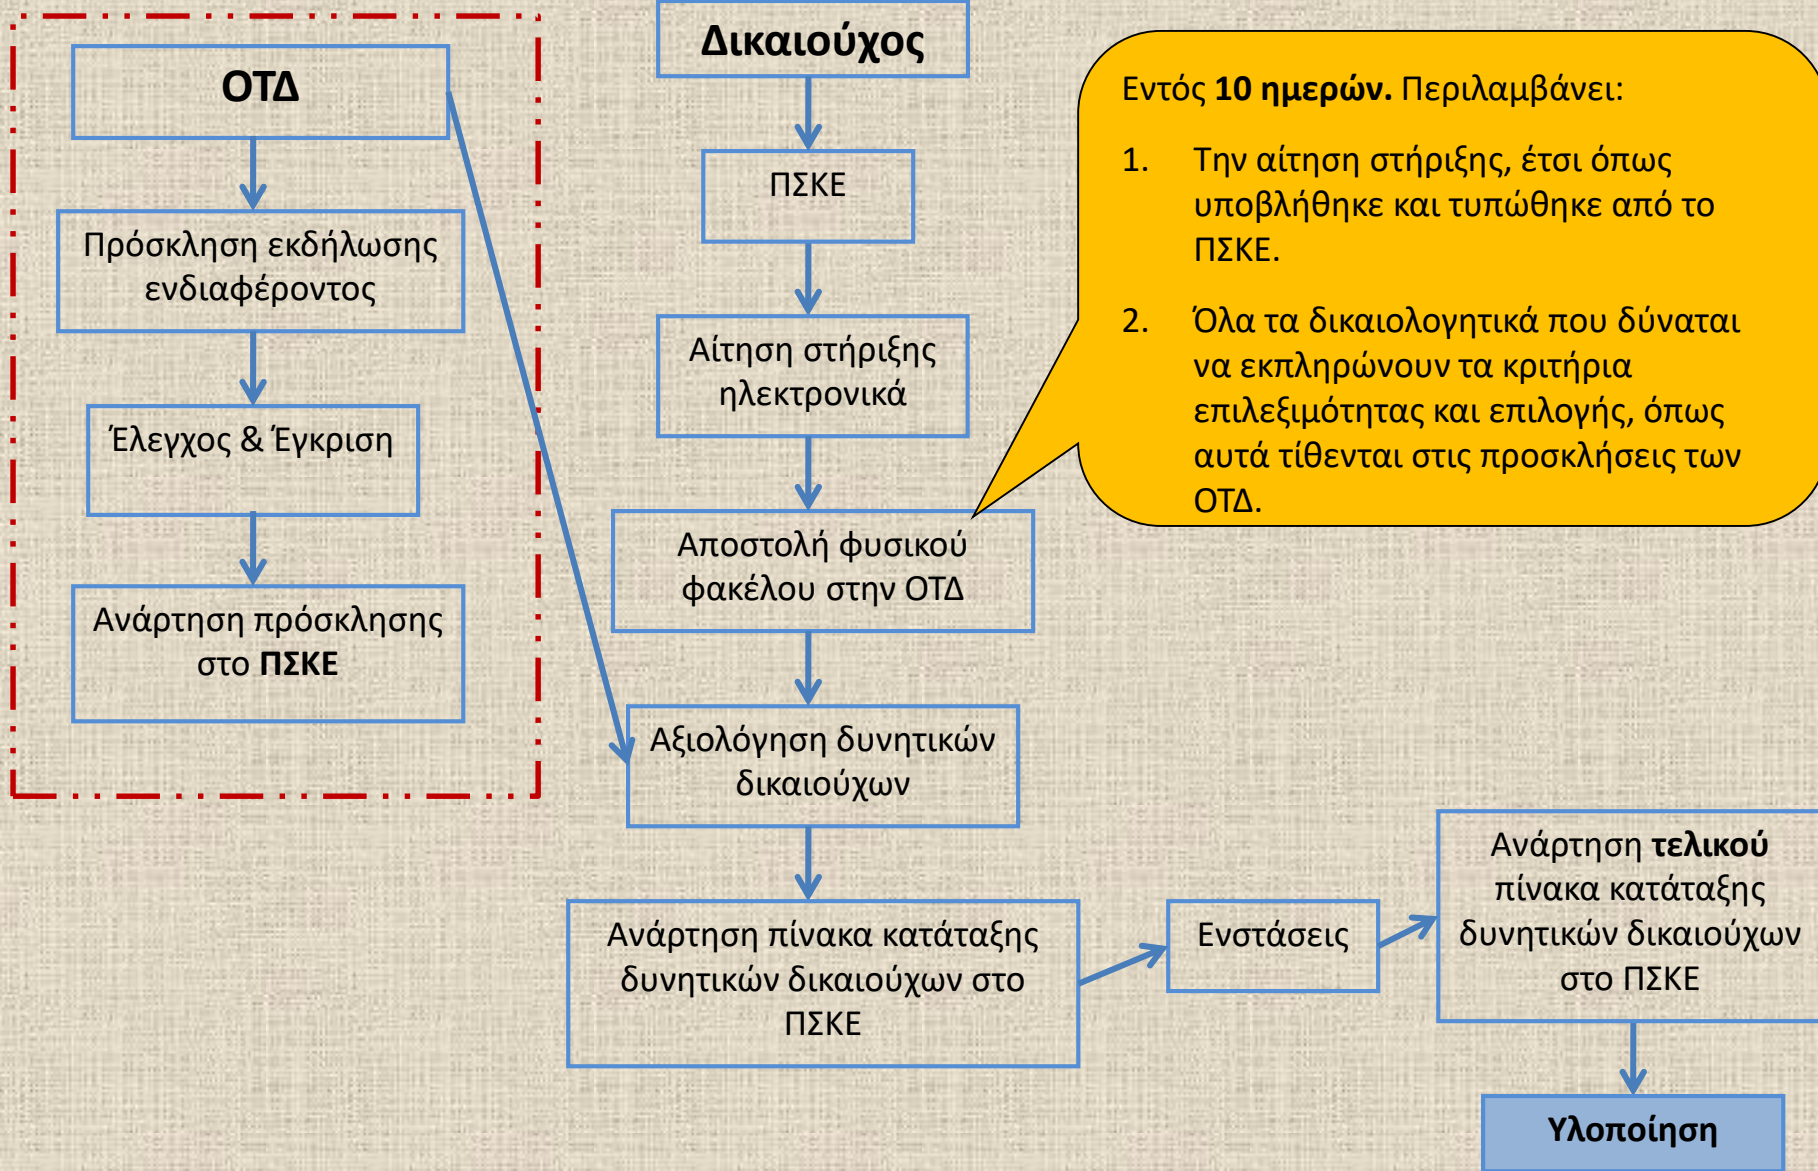 ΟΤΔ
Πρόσκληση εκδήλωσης
ενδιαφέροντος
Έλεγχος & Έγκριση
Ανάρτηση πρόσκλησης
στο ΠΣΚΕ
Δικαιούχος
ΠΣΚΕ
Αίτηση στήριξης
ηλεκτρονικά
Αποστολή φυσικού
φακέλου στην ΟΤΔ
Εντός 10 ημερών. Περιλαμβάνει:
1. Την αίτηση στήριξης, έτσι όπως
υποβλήθηκε και τυπώθηκε από το
ΠΣΚΕ.
2. Όλα τα δικαιολογητικά που δύναται
να εκπληρώνουν τα κριτήρια
επιλεξιμότητας και επιλογής, όπως
αυτά τίθενται στις προσκλήσεις των
ΟΤΔ.
Αξιολόγηση δυνητικών
δικαιούχων
Ανάρτηση πίνακα κατάταξης
δυνητικών δικαιούχων στο
ΠΣΚΕ
Ενστάσεις
Ανάρτηση τελικού
πίνακα κατάταξης
δυνητικών δικαιούχων
στο ΠΣΚΕ
Υλοποίηση